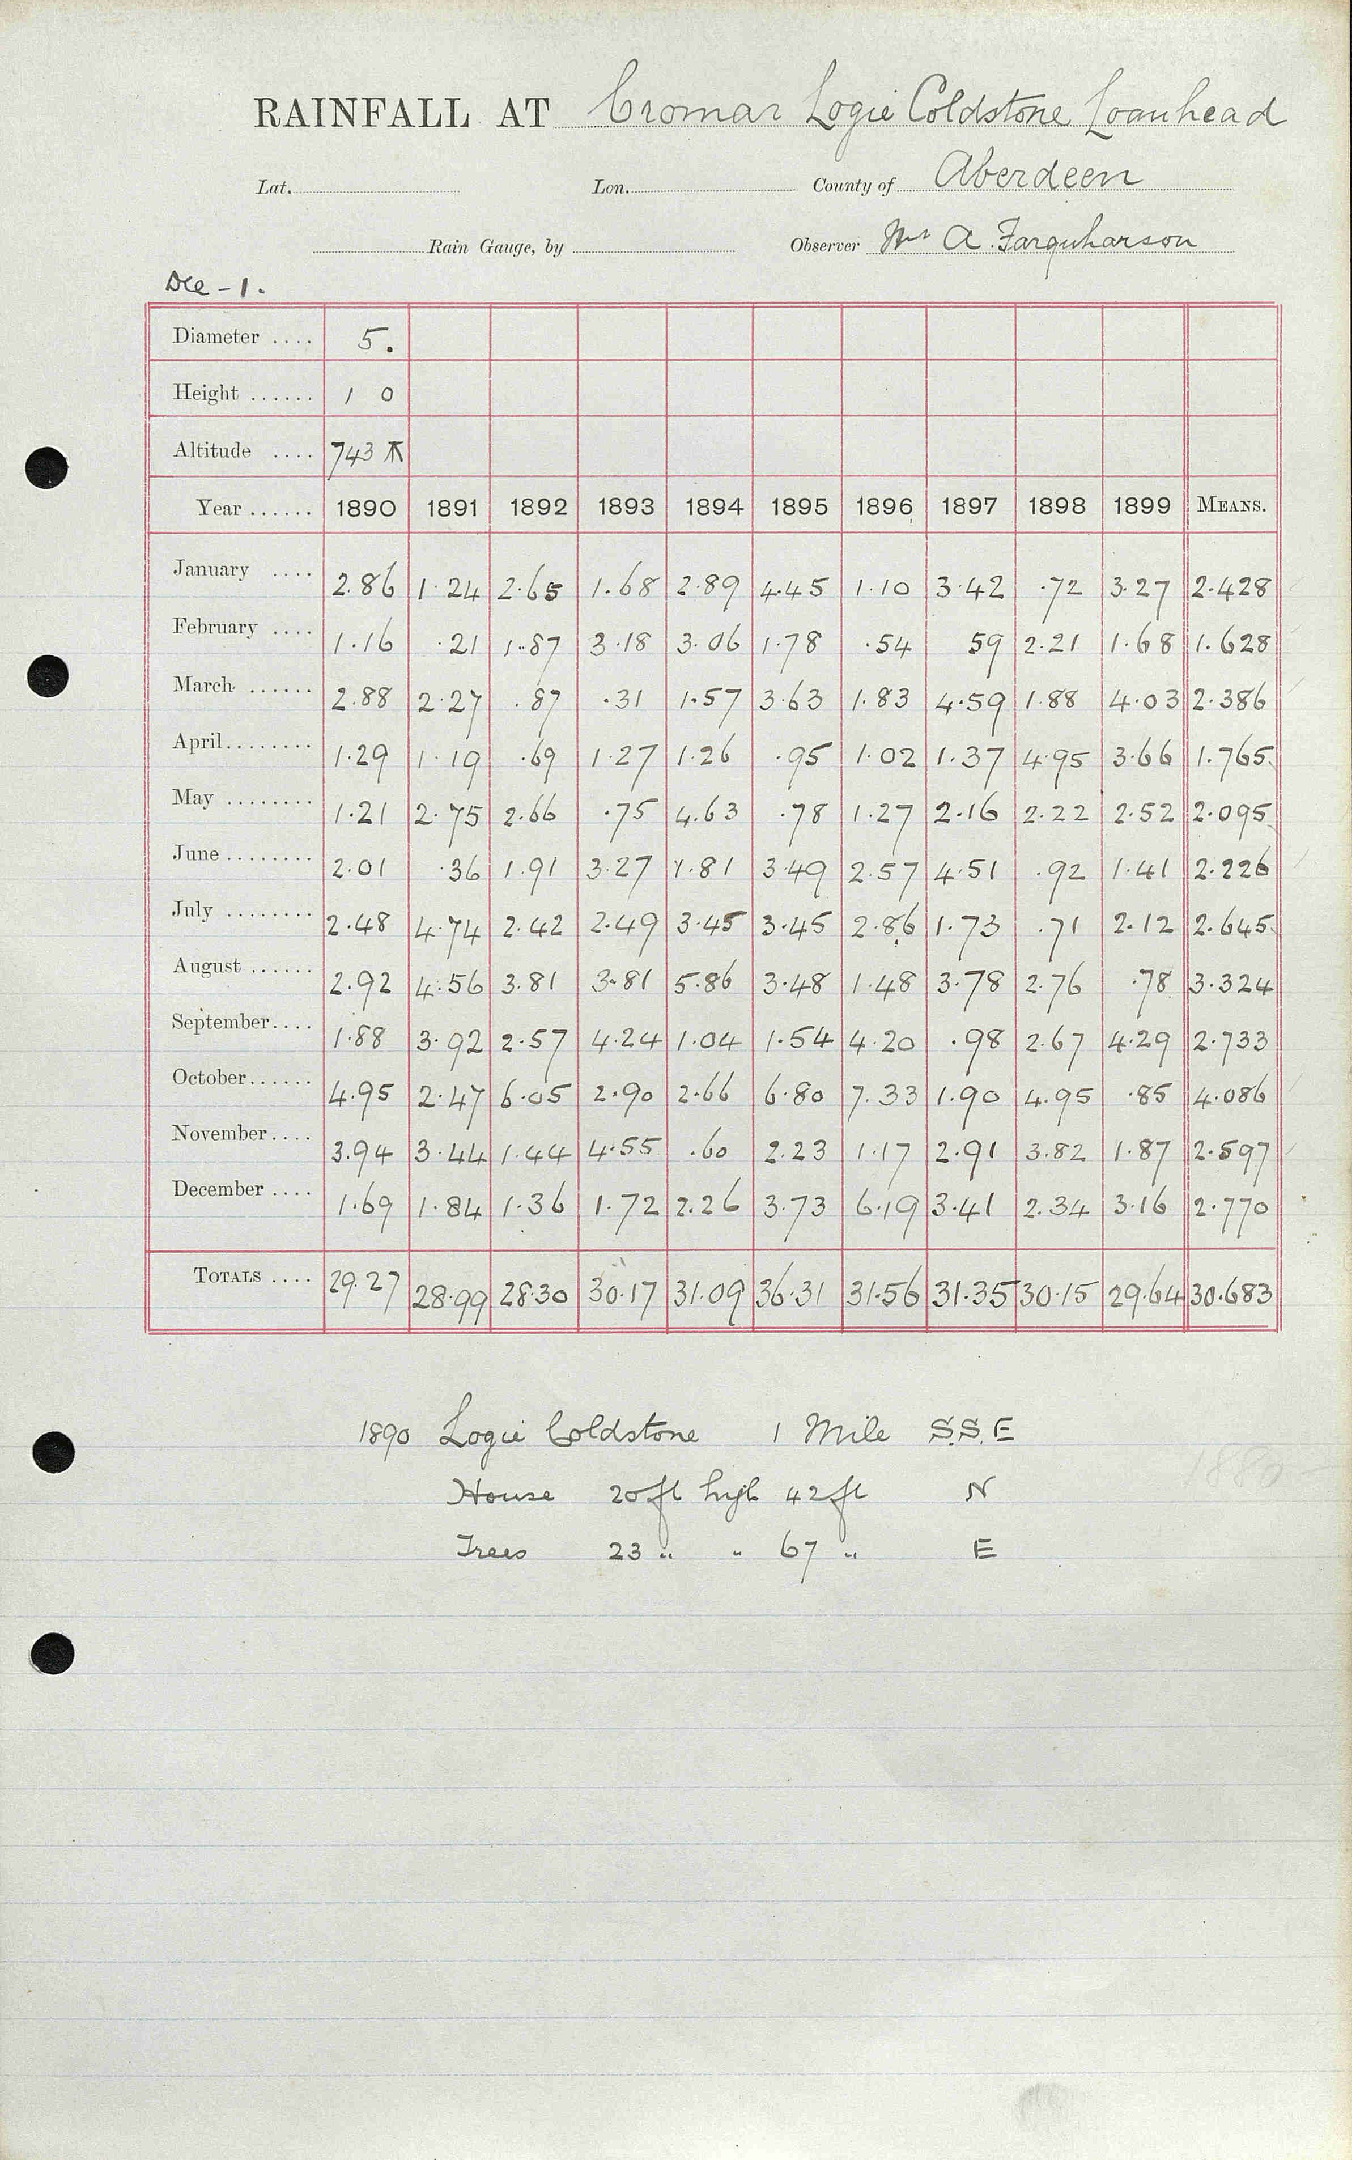 RAINFALL AT Cromar Logie Coldstone Loanhead
Lat. Lon. County of Aberdeen
Rain Gauge, by Observer Mr A. Farquharson
Dec - 1.
Diameter .... 5.
Height ...... 1 0
Altitude .... 743
Year ...... 1890 1891 1892 1893 1894 1895 1896 1897 1898 1899 MEANS.
January .... 2.86 1.24 2.65 1.68 2.89 4.45 1.10 3.42 .72 3.27 2.428
February .... 1.16 .21 1.87 3.18 3.06 1.78 .54 59 2.21 1.68 1.628
March ...... 2.88 2.27 .87 .31 1.57 3.63 1.83 4.59 1.88 4.03 2.386
April........ 1.29 1.19 .69 1.27 1.26 .95 1.02 1.37 4.95 3.66 1.765
May ........ 1.21 2.75 2.66 .75 4.63 .78 1.27 2.16 2.22 2.52 2.095
June ........ 2.01 .36 1.91 3.27 1.81 3.49 2.57 4.51 .92 1.41 2.226
July ........ 2.48 4.74 2.42 2.49 3.45 3.45 2.86 1.73 .71 2.12 2.645
August ...... 2.92 4.56 3.81 3.81 5.86 3.48 1.48 3.78 2.76 .78 3.324
September.... 1.88 3.92 2.57 4.24 1.04 1.54 4.20 .98 2.67 4.29 2.733
October...... 4.95 2.47 6.05 2.90 2.66 6.80 7.33 1.90 4.95 .85 4.086
November.... 3.94 3.44 1.44 4.55 .60 2.23 1.17 2.91 3.82 1.87 2.597
December .... 1.69 1.84 1.36 1.72 2.26 3.73 6.19 3.41 2.34 3.16 2.770
TOTALS .... 29.27 28.99 28.30 30.17 31.09 36.31 31.56 31.35 30.15 29.64 30.683
1890 Logie Coldstone 1 Mile S.S.E
House 20 ft high 42 ft N
Trees 23 " " 67 " E
1880 -